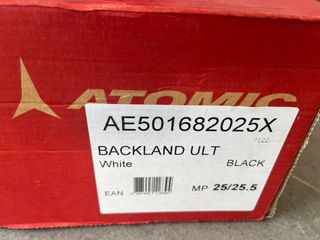 ATOMIC
AE501682025X
BACKLAND ULT
White BLACK
EAN MP 25/25.5